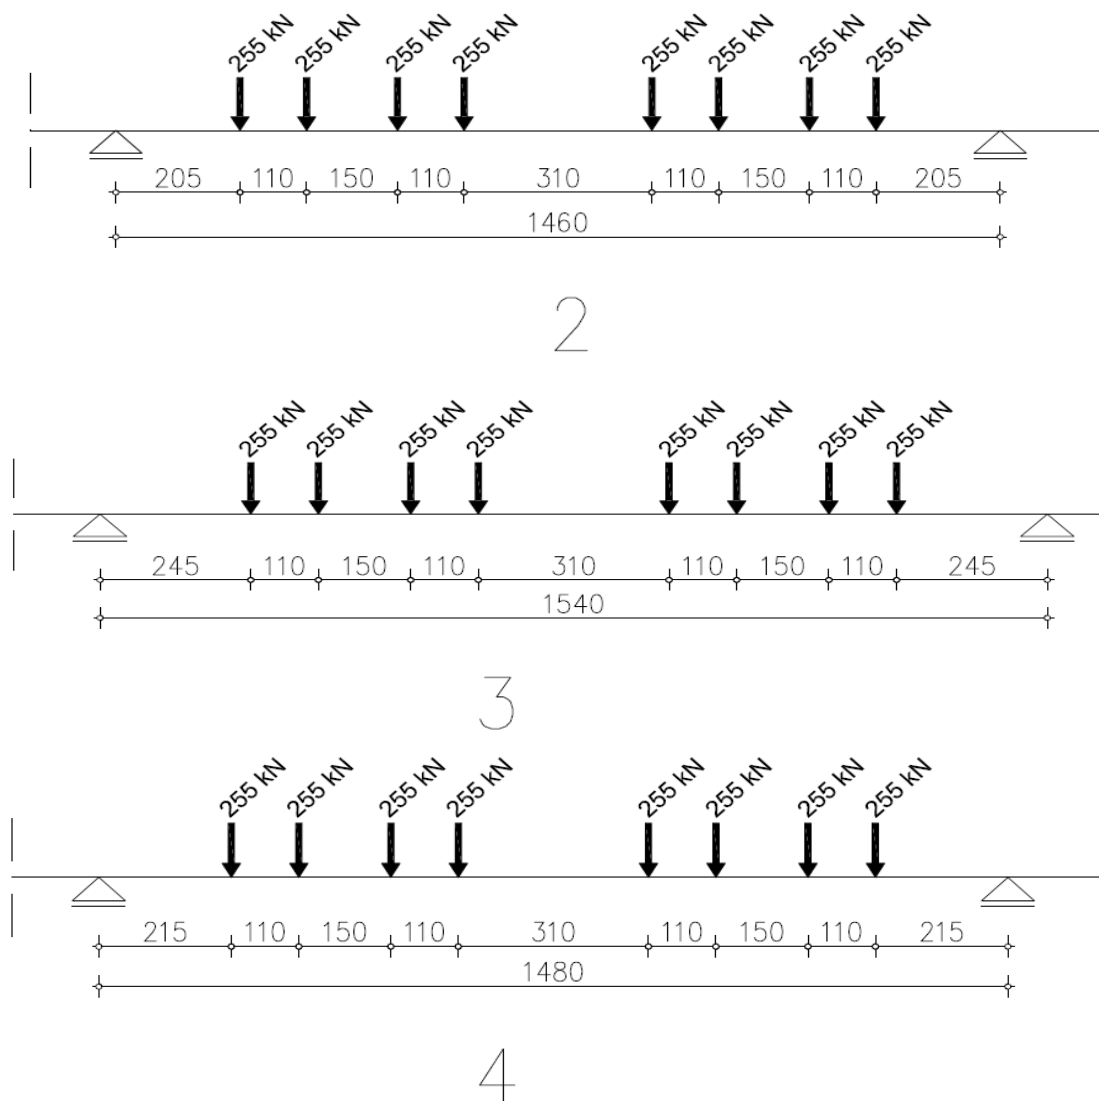 255 kN 255 kN 255 kN 255 kN 255 kN 255 kN 255 kN 255 kN
205 110 150 110 310 110 150 110 205
1460
2
255 kN 255 kN 255 kN 255 kN 255 kN 255 kN 255 kN 255 kN
245 110 150 110 310 110 150 110 245
1540
3
255 kN 255 kN 255 kN 255 kN 255 kN 255 kN 255 kN 255 kN
215 110 150 110 310 110 150 110 215
1480
4